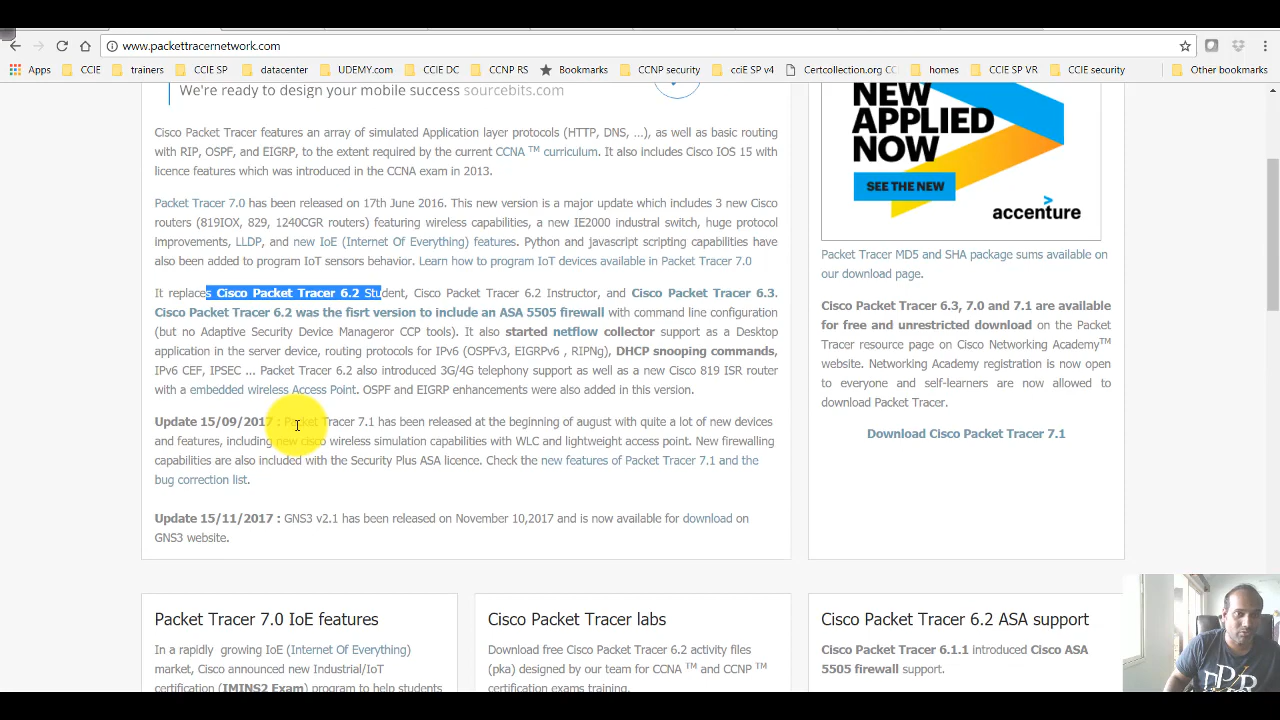 www.packettracernetwork.com
Apps CCIE trainers CCIE SP datacenter UDEMY.com CCIE DC CCNP RS Bookmarks CCNP security cciE SP v4 Certcollection.org CC homes CCIE SP VR CCIE security Other bookmarks
We're ready to design your mobile success sourcebits.com
Cisco Packet Tracer features an array of simulated Application layer protocols (HTTP, DNS, ...), as well as basic routing
with RIP, OSPF, and EIGRP, to the extent required by the current CCNA TM curriculum. It also includes Cisco IOS 15 with
licence features which was introduced in the CCNA exam in 2013.
Packet Tracer 7.0 has been released on 17th June 2016. This new version is a major update which includes 3 new Cisco
routers (819IOX, 829, 1240CGR routers) featuring wireless capabilities, a new IE2000 industral switch, huge protocol
improvements, LLDP, and new IoE (Internet Of Everything) features. Python and javascript scripting capabilities have
also been added to program IoT sensors behavior. Learn how to program IoT devices available in Packet Tracer 7.0
It replaces Cisco Packet Tracer 6.2 Student, Cisco Packet Tracer 6.2 Instructor, and Cisco Packet Tracer 6.3.
Cisco Packet Tracer 6.2 was the fisrt version to include an ASA 5505 firewall with command line configuration
(but no Adaptive Security Device Manageror CCP tools). It also started netflow collector support as a Desktop
application in the server device, routing protocols for IPv6 (OSPFv3, EIGRPv6 , RIPNg), DHCP snooping commands,
IPv6 CEF, IPSEC ... Packet Tracer 6.2 also introduced 3G/4G telephony support as well as a new Cisco 819 ISR router
with a embedded wireless Access Point. OSPF and EIGRP enhancements were also added in this version.
Update 15/09/2017 : Packet Tracer 7.1 has been released at the beginning of august with quite a lot of new devices
and features, including new cisco wireless simulation capabilities with WLC and lightweight access point. New firewalling
capabilities are also included with the Security Plus ASA licence. Check the new features of Packet Tracer 7.1 and the
bug correction list.
Update 15/11/2017 : GNS3 v2.1 has been released on November 10,2017 and is now available for download on
GNS3 website.
NEW
APPLIED
NOW
SEE THE NEW
accenture
Packet Tracer MD5 and SHA package sums available on
our download page.
Cisco Packet Tracer 6.3, 7.0 and 7.1 are available
for free and unrestricted download on the Packet
Tracer resource page on Cisco Networking AcademyTM
website. Networking Academy registration is now open
to everyone and self-learners are now allowed to
download Packet Tracer.
Download Cisco Packet Tracer 7.1
Packet Tracer 7.0 IoE features
In a rapidly growing IoE (Internet Of Everything)
market, Cisco announced new Industrial/IoT
certification (IMINS2 Exam) program to help students
Cisco Packet Tracer labs
Download free Cisco Packet Tracer 6.2 activity files
(pka) designed by our team for CCNA TM and CCNP TM
certification exams training.
Cisco Packet Tracer 6.2 ASA support
Cisco Packet Tracer 6.1.1 introduced Cisco ASA
5505 firewall support.